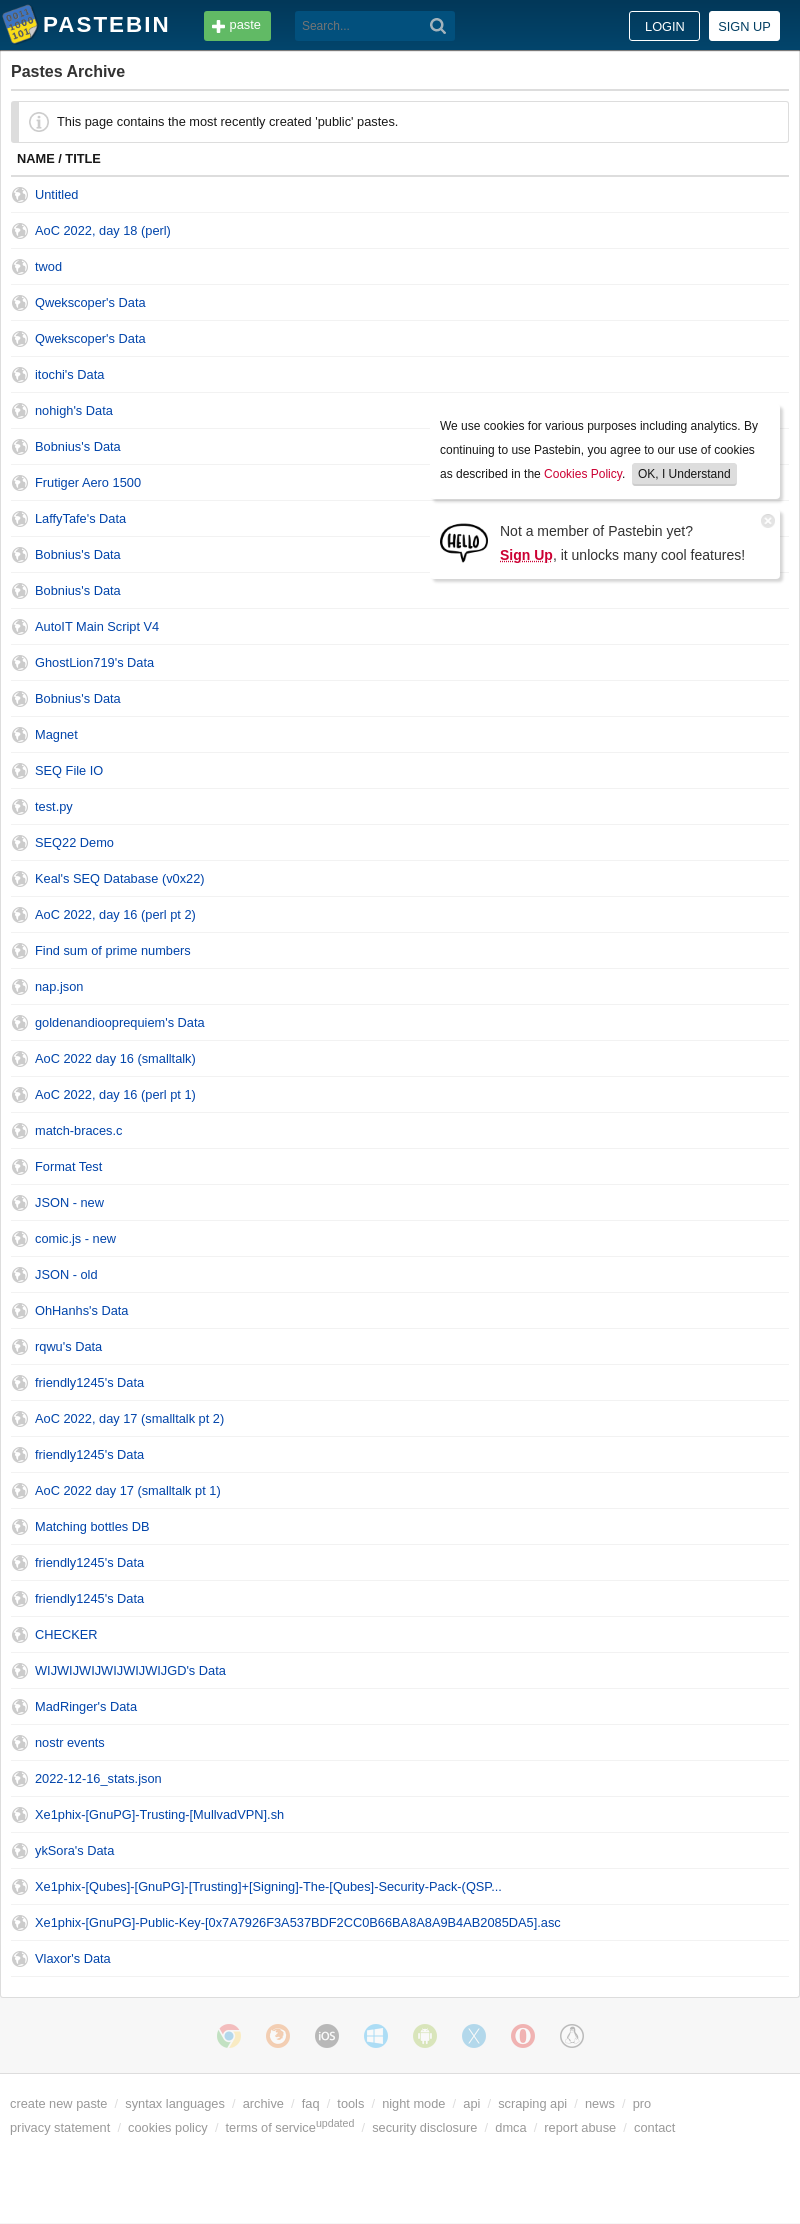 PASTEBIN paste Search... LOGIN SIGN UP
Pastes Archive
This page contains the most recently created 'public' pastes.
NAME / TITLE
Untitled
AoC 2022, day 18 (perl)
twod
Qwekscoper's Data
Qwekscoper's Data
itochi's Data
nohigh's Data
Bobnius's Data
Frutiger Aero 1500
LaffyTafe's Data
Bobnius's Data
Bobnius's Data
We use cookies for various purposes including analytics. By
continuing to use Pastebin, you agree to our use of cookies
as described in the Cookies Policy. OK, I Understand
HELLO
Not a member of Pastebin yet?
Sign Up, it unlocks many cool features!
AutoIT Main Script V4
GhostLion719's Data
Bobnius's Data
Magnet
SEQ File IO
test.py
SEQ22 Demo
Keal's SEQ Database (v0x22)
AoC 2022, day 16 (perl pt 2)
Find sum of prime numbers
nap.json
goldenandiooprequiem's Data
AoC 2022 day 16 (smalltalk)
AoC 2022, day 16 (perl pt 1)
match-braces.c
Format Test
JSON - new
comic.js - new
JSON - old
OhHanhs's Data
rqwu's Data
friendly1245's Data
AoC 2022, day 17 (smalltalk pt 2)
friendly1245's Data
AoC 2022 day 17 (smalltalk pt 1)
Matching bottles DB
friendly1245's Data
friendly1245's Data
CHECKER
WIJWIJWIJWIJWIJWIJGD's Data
MadRinger's Data
nostr events
2022-12-16_stats.json
Xe1phix-[GnuPG]-Trusting-[MullvadVPN].sh
ykSora's Data
Xe1phix-[Qubes]-[GnuPG]-[Trusting]+[Signing]-The-[Qubes]-Security-Pack-(QSP...
Xe1phix-[GnuPG]-Public-Key-[0x7A7926F3A537BDF2CC0B66BA8A8A9B4AB2085DA5].asc
Vlaxor's Data
iOS
create new paste / syntax languages / archive / faq / tools / night mode / api / scraping api / news / pro
privacy statement / cookies policy / terms of service updated / security disclosure / dmca / report abuse / contact